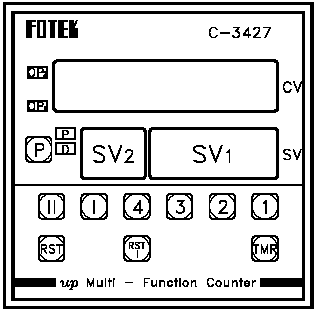 FOTEK C-3427
OP
CV
OP
P P D SV2 SV1 SV
II I 4 3 2 1
RST RST I TMR
up Multi - Function Counter